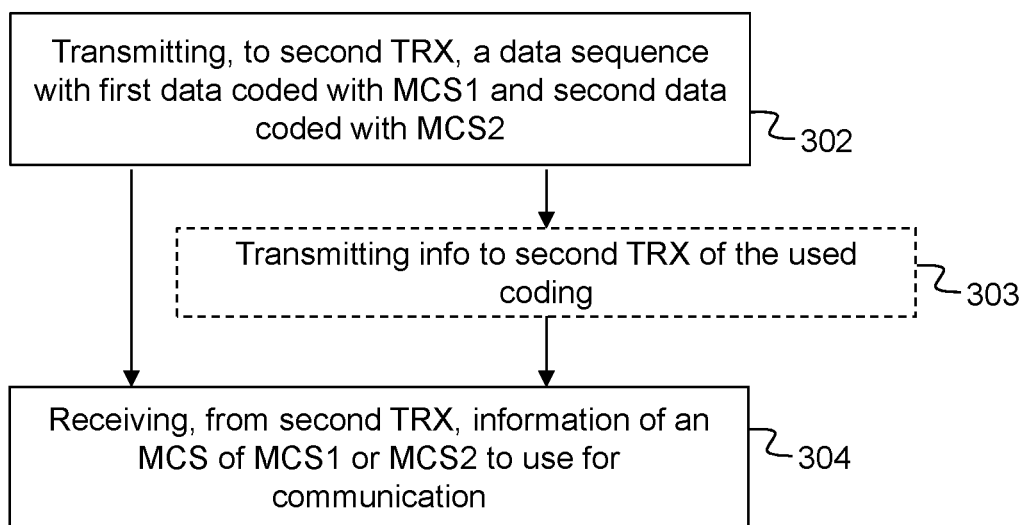 Transmitting, to second TRX, a data sequence
with first data coded with MCS1 and second data
coded with MCS2
302
Transmitting info to second TRX of the used
coding
303
Receiving, from second TRX, information of an
MCS of MCS1 or MCS2 to use for
communication
304